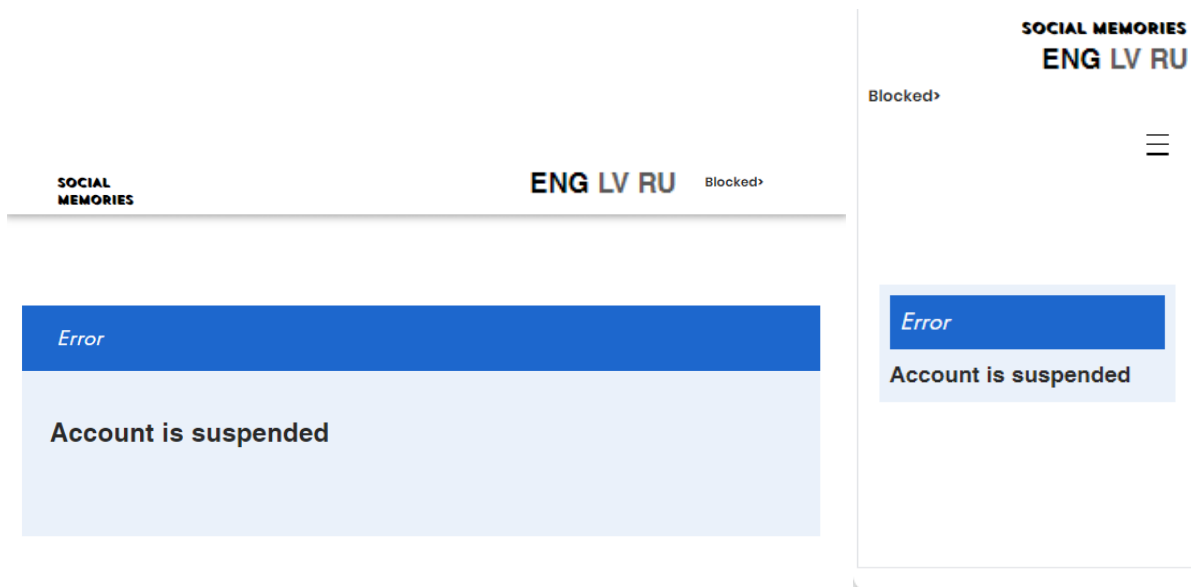 SOCIAL
MEMORIES
ENG LV RU
Blocked>
Error
Account is suspended
SOCIAL MEMORIES
ENG LV RU
Blocked>
Error
Account is suspended